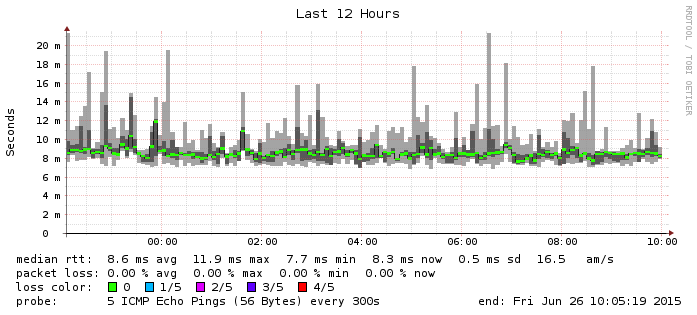 Last 12 Hours
RRDTOOL / TOBI OETIKER
Seconds
20 m
18 m
16 m
14 m
12 m
10 m
8 m
6 m
4 m
2 m
0
00:00 02:00 04:00 06:00 08:00 10:00
median rtt: 8.6 ms avg 11.9 ms max 7.7 ms min 8.3 ms now 0.5 ms sd 16.5 am/s
packet loss: 0.00 % avg 0.00 % max 0.00 % min 0.00 % now
loss color: 0 1/5 2/5 3/5 4/5
probe: 5 ICMP Echo Pings (56 Bytes) every 300s end: Fri Jun 26 10:05:19 2015